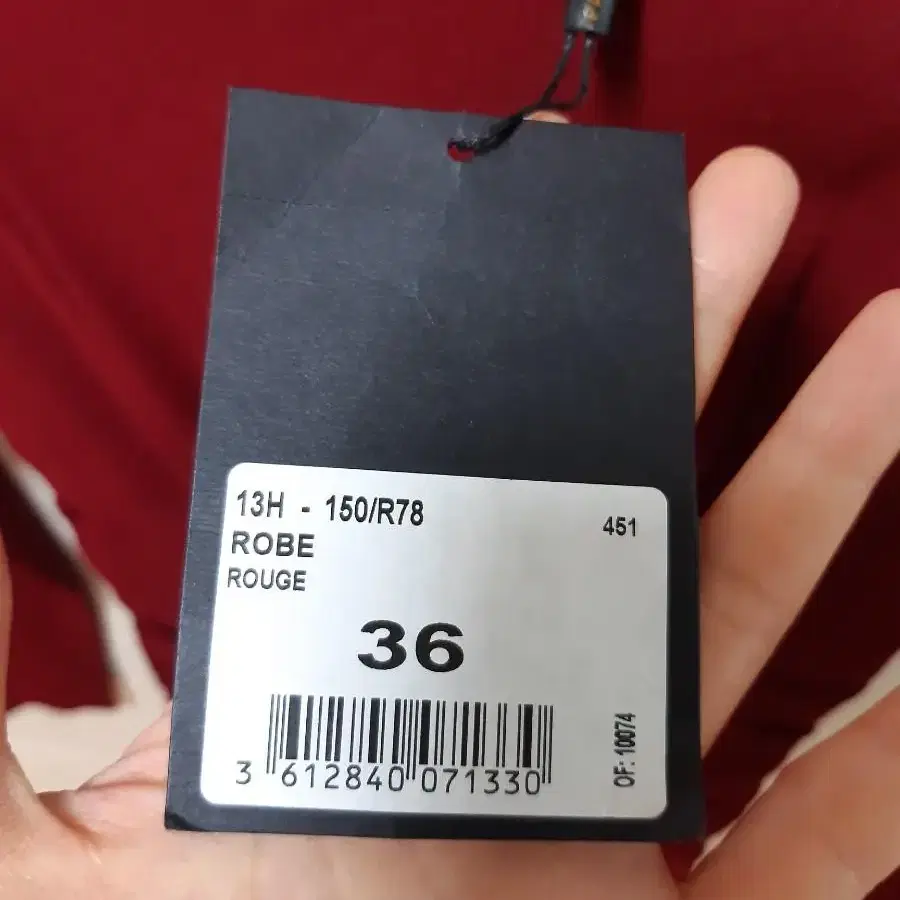 13H - 150/R78
451
ROBE
ROUGE
36
3 612840 071330
OF: 10074